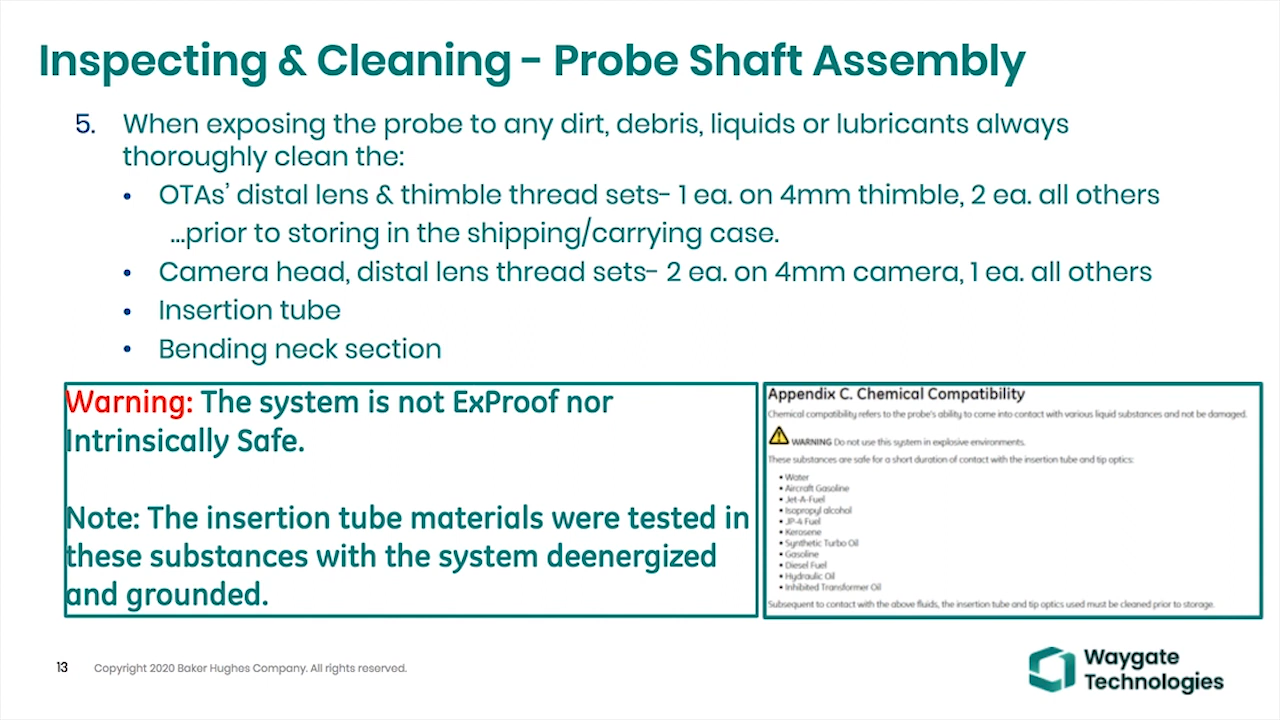 Inspecting & Cleaning - Probe Shaft Assembly
5. When exposing the probe to any dirt, debris, liquids or lubricants always
thoroughly clean the:
• OTAs' distal lens & thimble thread sets- 1 ea. on 4mm thimble, 2 ea. all others
...prior to storing in the shipping/carrying case.
• Camera head, distal lens thread sets- 2 ea. on 4mm camera, 1 ea. all others
• Insertion tube
• Bending neck section
Warning: The system is not ExProof nor
Intrinsically Safe.
Note: The insertion tube materials were tested in
these substances with the system deenergized
and grounded.
Appendix C. Chemical Compatibility
Chemical compatibility refers to the probe's ability to come into contact with various liquid substances and not be damaged.
WARNING Do not use this system in explosive environments.
These substances are safe for a short duration of contact with the insertion tube and tip optics:
• Water
• Aircraft Gasoline
• Jet-A-Fuel
• Isopropyl alcohol
• JP-4 Fuel
• Kerosene
• Synthetic Turbo Oil
• Gasoline
• Diesel Fuel
• Hydraulic Oil
• Inhibited Transformer Oil
Subsequent to contact with the above fluids, the insertion tube and tip optics used must be cleaned prior to storage.
13 Copyright 2020 Baker Hughes Company. All rights reserved.
Waygate
Technologies